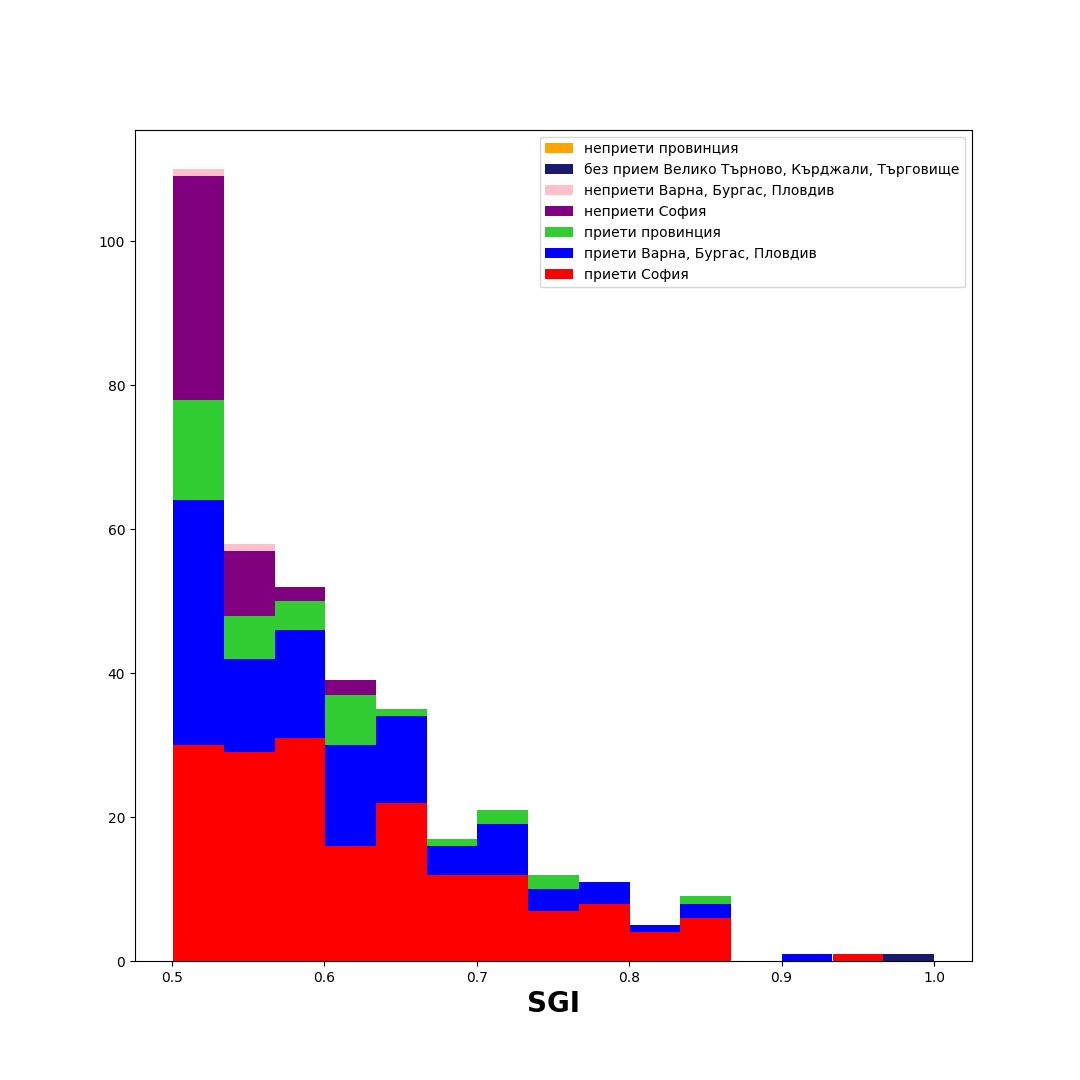 неприети провинция
без прием Велико Търново, Кърджали, Търговище
неприети Варна, Бургас, Пловдив
неприети София
приети провинция
приети Варна, Бургас, Пловдив
приети София
100
80
60
40
20
0
0.5 0.6 0.7 0.8 0.9 1.0
SGI